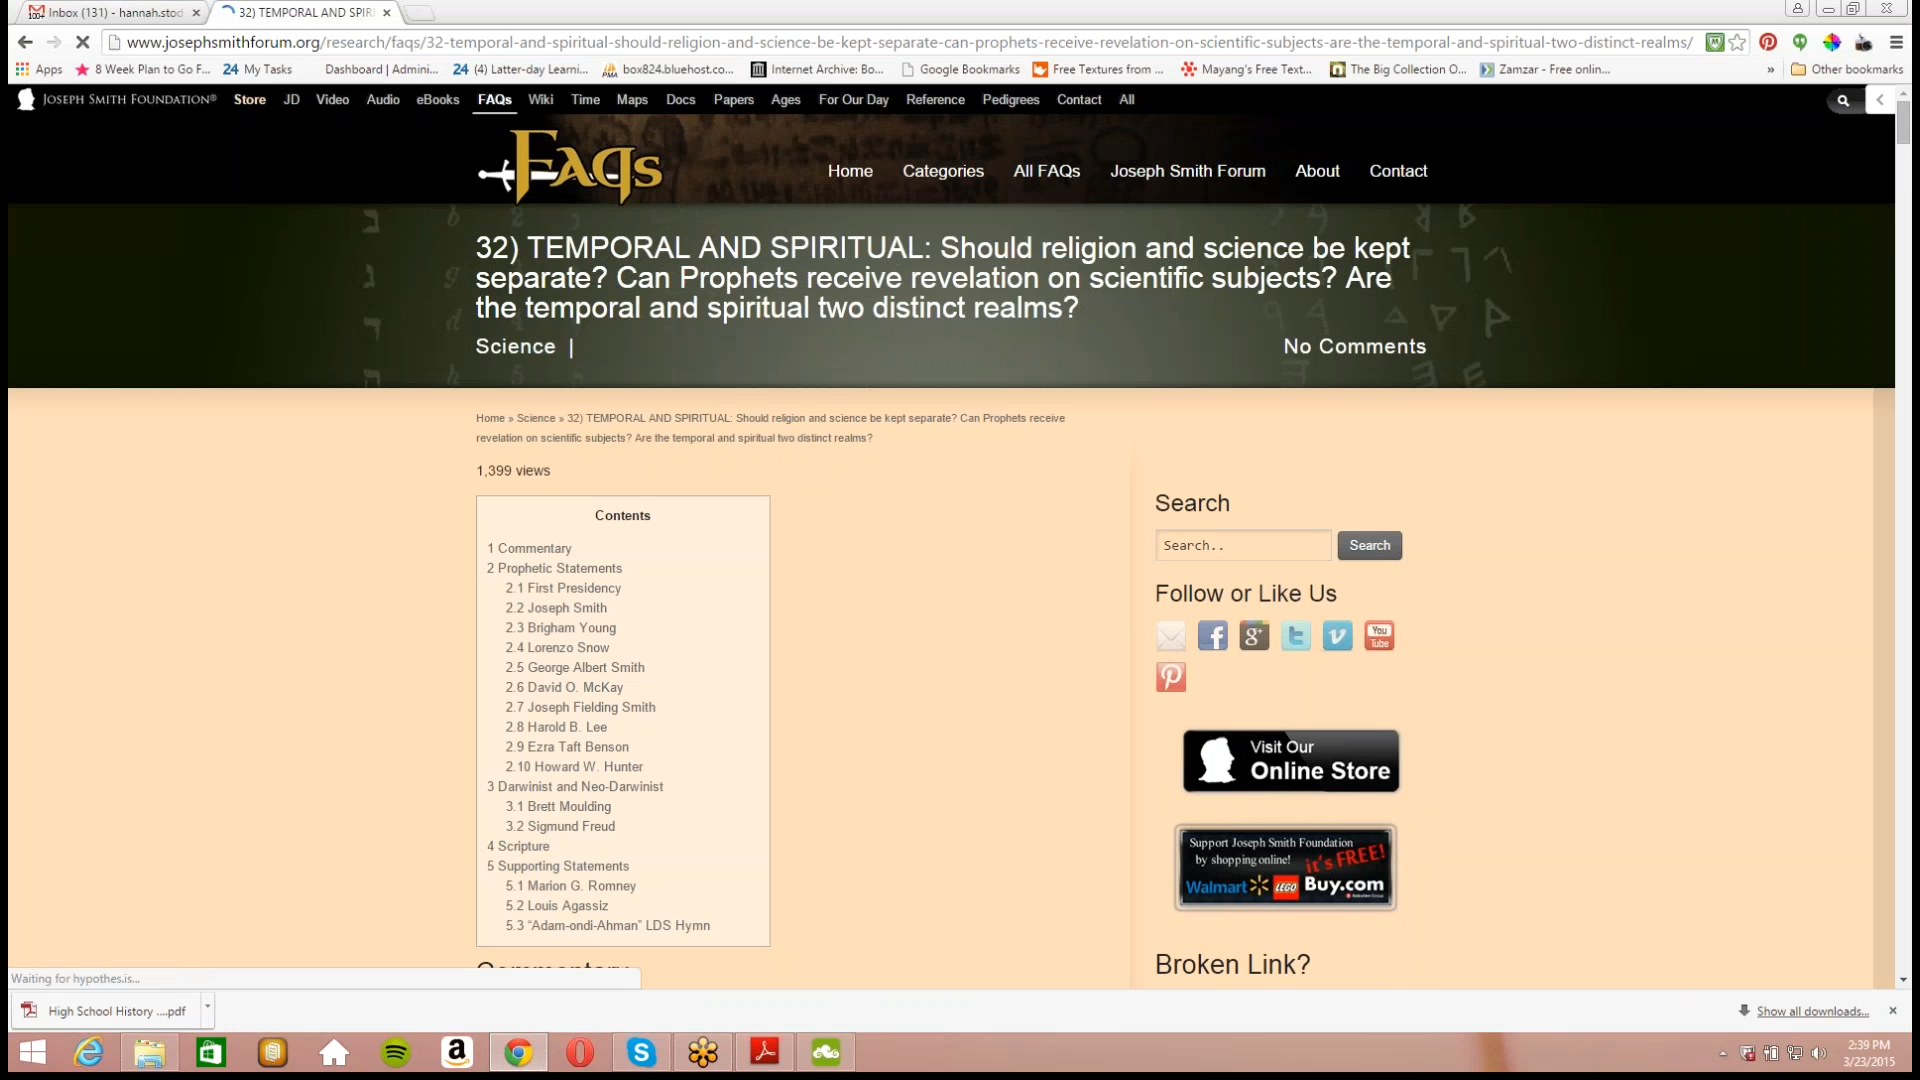 Inbox (131) - hannah.stod
32) TEMPORAL AND SPIRI
www.josephsmithforum.org/research/faqs/32-temporal-and-spiritual-should-religion-and-science-be-kept-separate-can-prophets-receive-revelation-on-scientific-subjects-are-the-temporal-and-spiritual-two-distinct-realms/
Apps 8 Week Plan to Go F... 24 My Tasks Dashboard | Admini... 24 (4) Latter-day Learni... PMA box824.bluehost.co... Internet Archive: Bo... Google Bookmarks Free Textures from ... Mayang's Free Text... The Big Collection O... Zamzar - Free onlin... » Other bookmarks
JOSEPH SMITH FOUNDATION® Store JD Video Audio eBooks FAQs Wiki Time Maps Docs Papers Ages For Our Day Reference Pedigrees Contact All
FAQs
Home Categories All FAQs Joseph Smith Forum About Contact
32) TEMPORAL AND SPIRITUAL: Should religion and science be kept
separate? Can Prophets receive revelation on scientific subjects? Are
the temporal and spiritual two distinct realms?
Science |
No Comments
Home » Science » 32) TEMPORAL AND SPIRITUAL: Should religion and science be kept separate? Can Prophets receive
revelation on scientific subjects? Are the temporal and spiritual two distinct realms?
1,399 views
Contents
1 Commentary
2 Prophetic Statements
2.1 First Presidency
2.2 Joseph Smith
2.3 Brigham Young
2.4 Lorenzo Snow
2.5 George Albert Smith
2.6 David O. McKay
2.7 Joseph Fielding Smith
2.8 Harold B. Lee
2.9 Ezra Taft Benson
2.10 Howard W. Hunter
3 Darwinist and Neo-Darwinist
3.1 Brett Moulding
3.2 Sigmund Freud
4 Scripture
5 Supporting Statements
5.1 Marion G. Romney
5.2 Louis Agassiz
5.3 "Adam-ondi-Ahman" LDS Hymn
Commentary
Search
Search..
Search
Follow or Like Us
You
Tube
Visit Our
Online Store
Support Joseph Smith Foundation
by shopping online! it's FREE!
Walmart LEGO Buy.com
Broken Link?
Waiting for hypothes.is...
High School History ....pdf
Show all downloads...
2:39 PM
3/23/2015